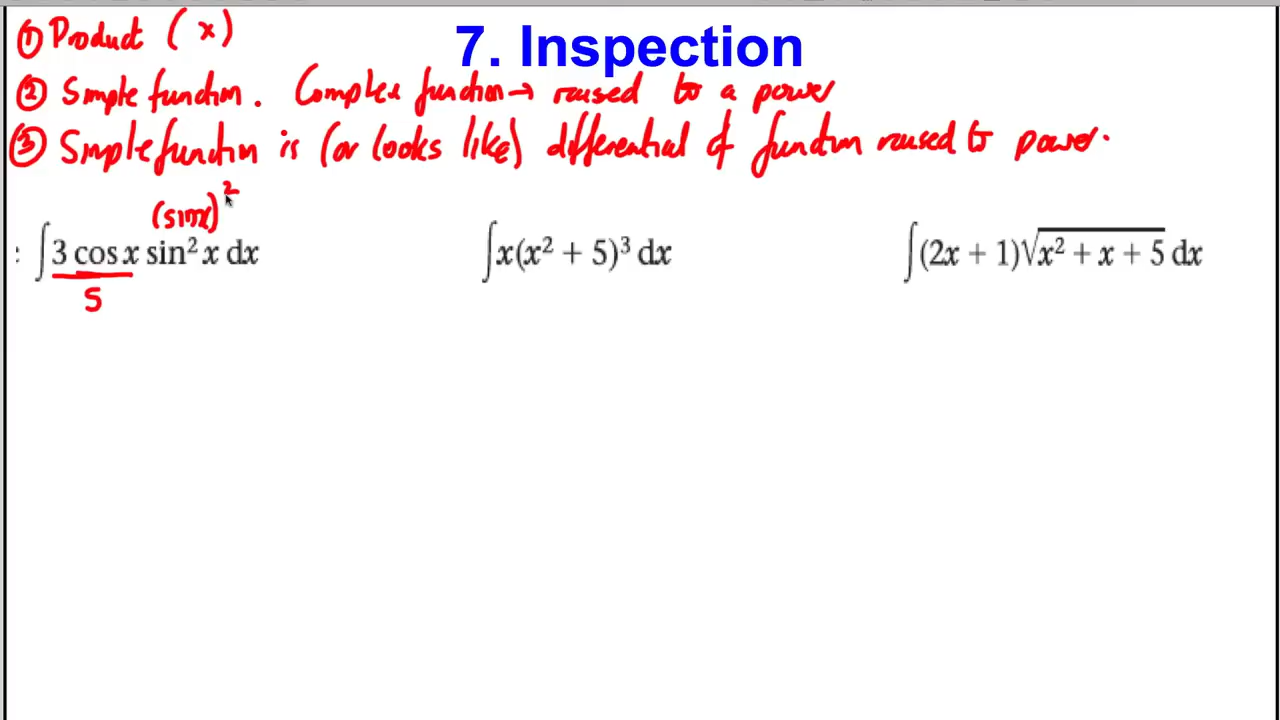 ① Product (×)
7. Inspection
② Simple function. Complex function → raised to a power
③ Simple function is (or looks like) differential of function raised to power.
(sinx)²
: ∫3 cos x sin² x dx
∫x(x² + 5)³ dx
∫(2x + 1)√x² + x + 5 dx
S